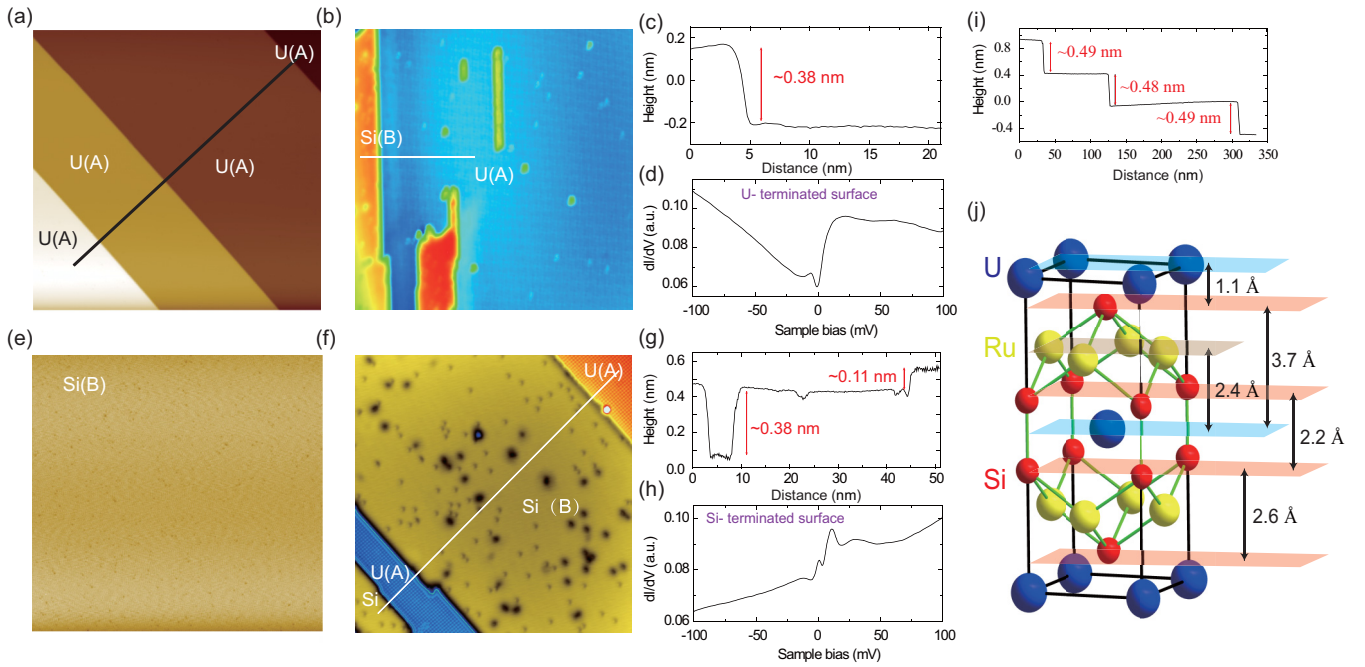 (a)
U(A)
U(A)
U(A)
U(A)
(b)
Si(B)
U(A)
(c)
0.2
0.0
-0.2
Height (nm)
~0.38 nm
0 5 10 15 20
Distance (nm)
(d)
U- terminated surface
0.10
0.08
0.06
dI/dV (a.u.)
-100 -50 0 50 100
Sample bias (mV)
(e)
Si(B)
(f)
U(A)
Si (B)
U(A)
Si
(g)
0.6
0.4
0.2
0.0
Height (nm)
~0.11 nm
~0.38 nm
0 10 20 30 40 50
Distance (nm)
(h)
Si- terminated surface
0.10
0.08
0.06
dI/dV (a.u.)
-100 -50 0 50 100
Sample bias (mV)
(i)
0.8
0.4
0.0
-0.4
Height (nm)
~0.49 nm
~0.48 nm
~0.49 nm
0 50 100 150 200 250 300 350
Distance (nm)
(j)
U
1.1 Å
Ru
3.7 Å
2.4 Å
2.2 Å
Si
2.6 Å